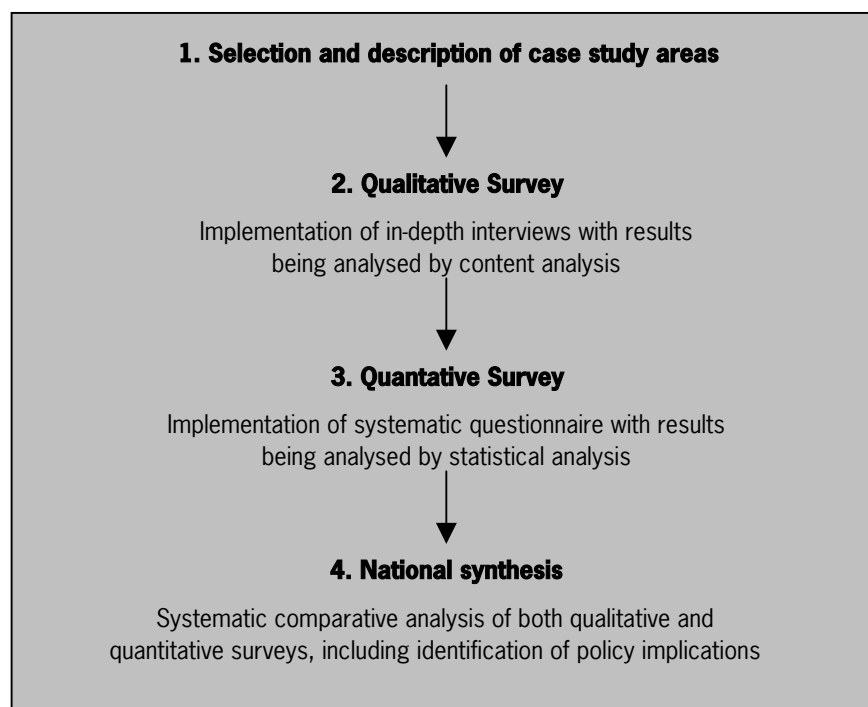 1. Selection and description of case study areas
2. Qualitative Survey
Implementation of in-depth interviews with results
being analysed by content analysis
3. Quantative Survey
Implementation of systematic questionnaire with results
being analysed by statistical analysis
4. National synthesis
Systematic comparative analysis of both qualitative and
quantitative surveys, including identification of policy implications